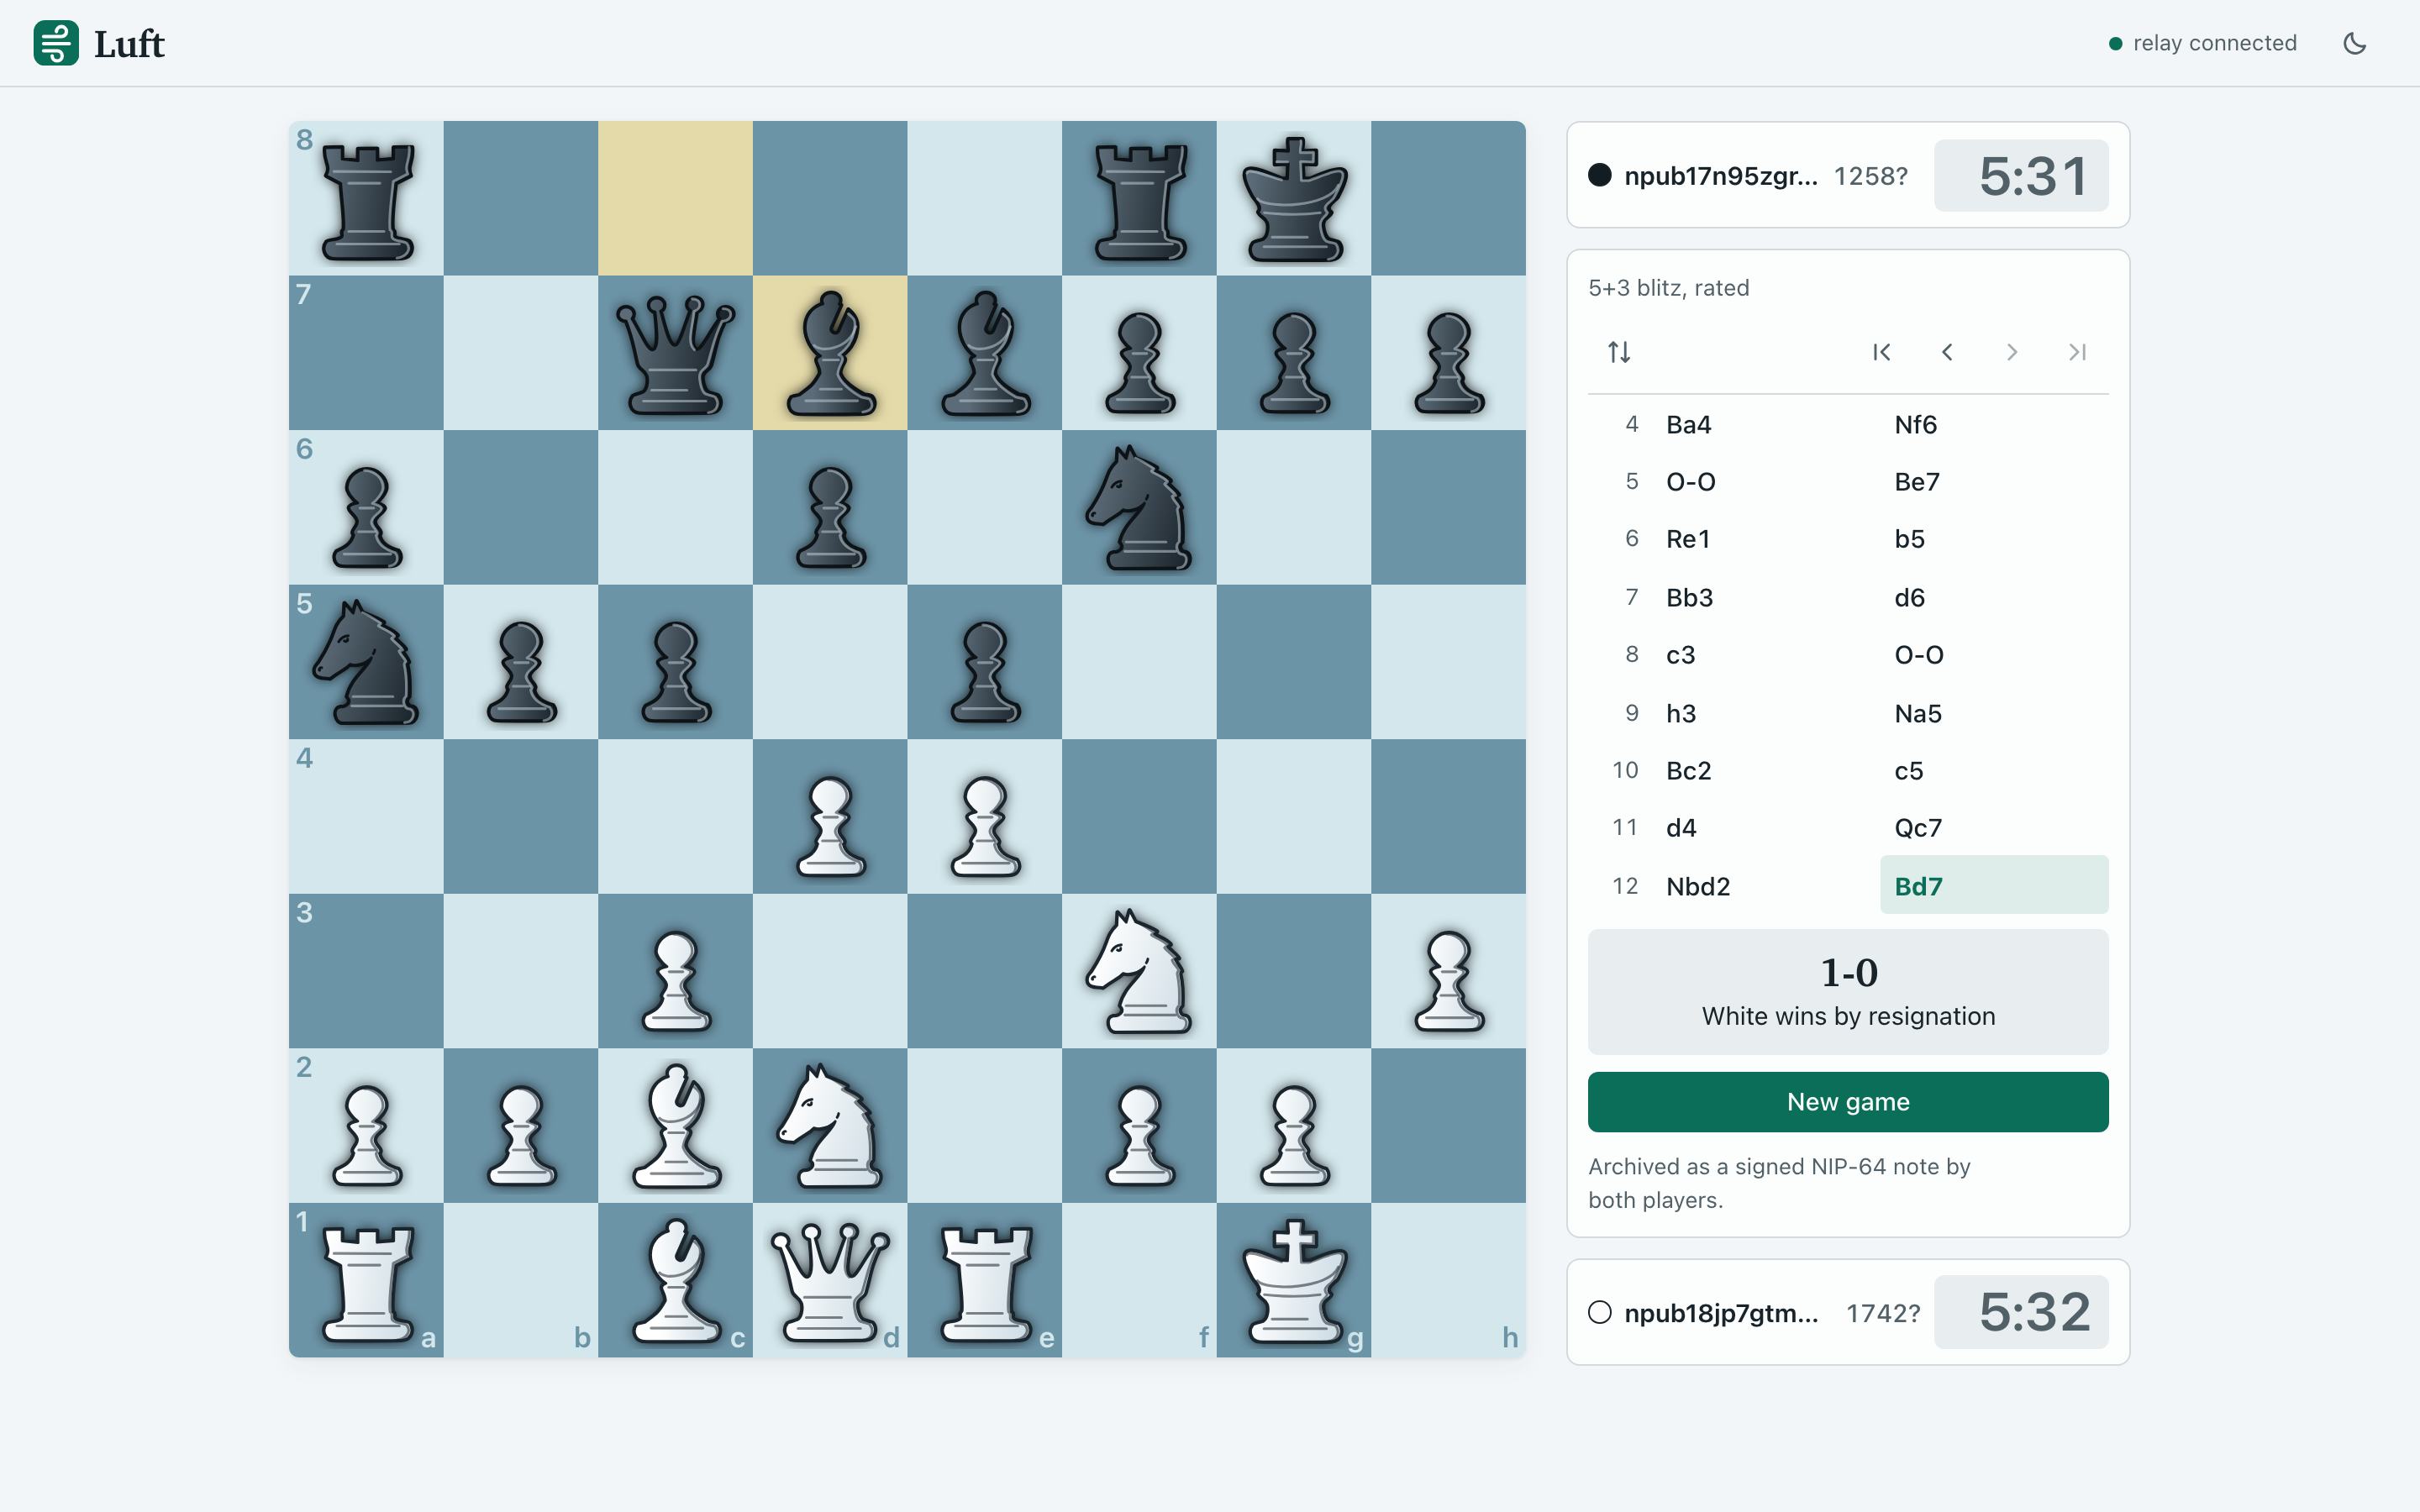 Luft
relay connected
8
7
6
5
4
3
2
1
a b c d e f g h
npub17n95zgr... 1258? 5:31
5+3 blitz, rated
4 Ba4 Nf6
5 O-O Be7
6 Re1 b5
7 Bb3 d6
8 c3 O-O
9 h3 Na5
10 Bc2 c5
11 d4 Qc7
12 Nbd2 Bd7
1-0
White wins by resignation
New game
Archived as a signed NIP-64 note by
both players.
npub18jp7gtm... 1742? 5:32